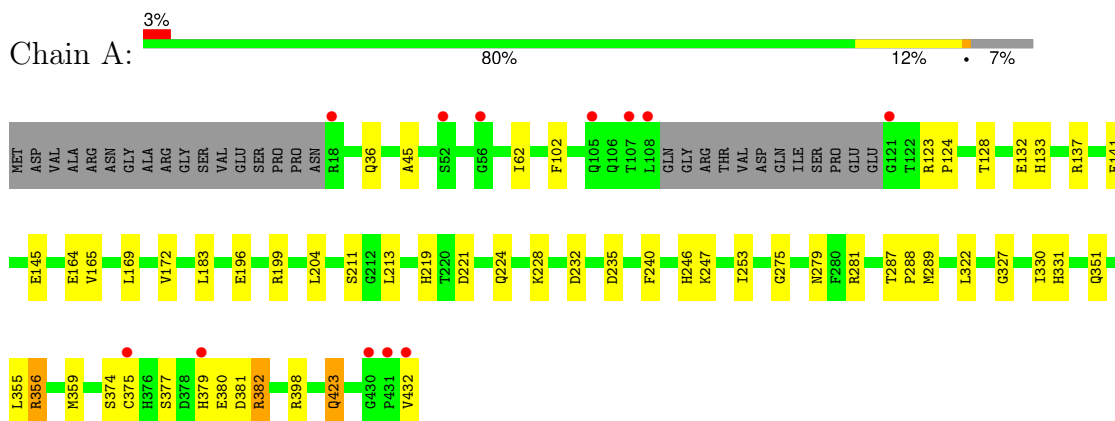 3%
Chain A:
80% 12% • 7%
MET ASP VAL ALA ARG ASN GLY ALA ARG GLY SER VAL GLU SER PRO PRO ASN R18 Q36 A45 S52 G56 I62 F102 Q105 Q106 T107 L108 GLN GLY ARG THR VAL ASP GLN ILE SER PRO GLU GLU G121 T122 R123 P124 T128 E132 H133 R137
E145 E164 V165 L169 V172 L183 E196 R199 L204 S211 G212 L213 H219 T220 D221 Q224 K228 D232 D235 F240 H246 K247 I253 G275 N279 F280 R281 T287 P288 M289 L322 G327 I330 H331 Q351
L355 R356 M359 S374 C375 H376 S377 D378 H379 E380 D381 R382 R398 Q423 G430 P431 V432